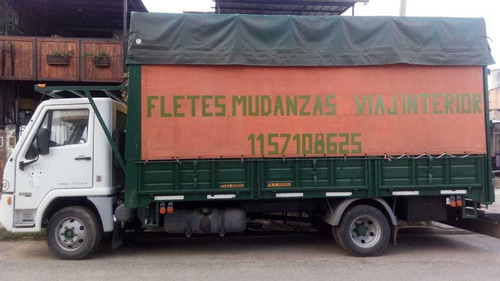 FLETES MUDANZAS VIAJ.INTERIOR
1157108625